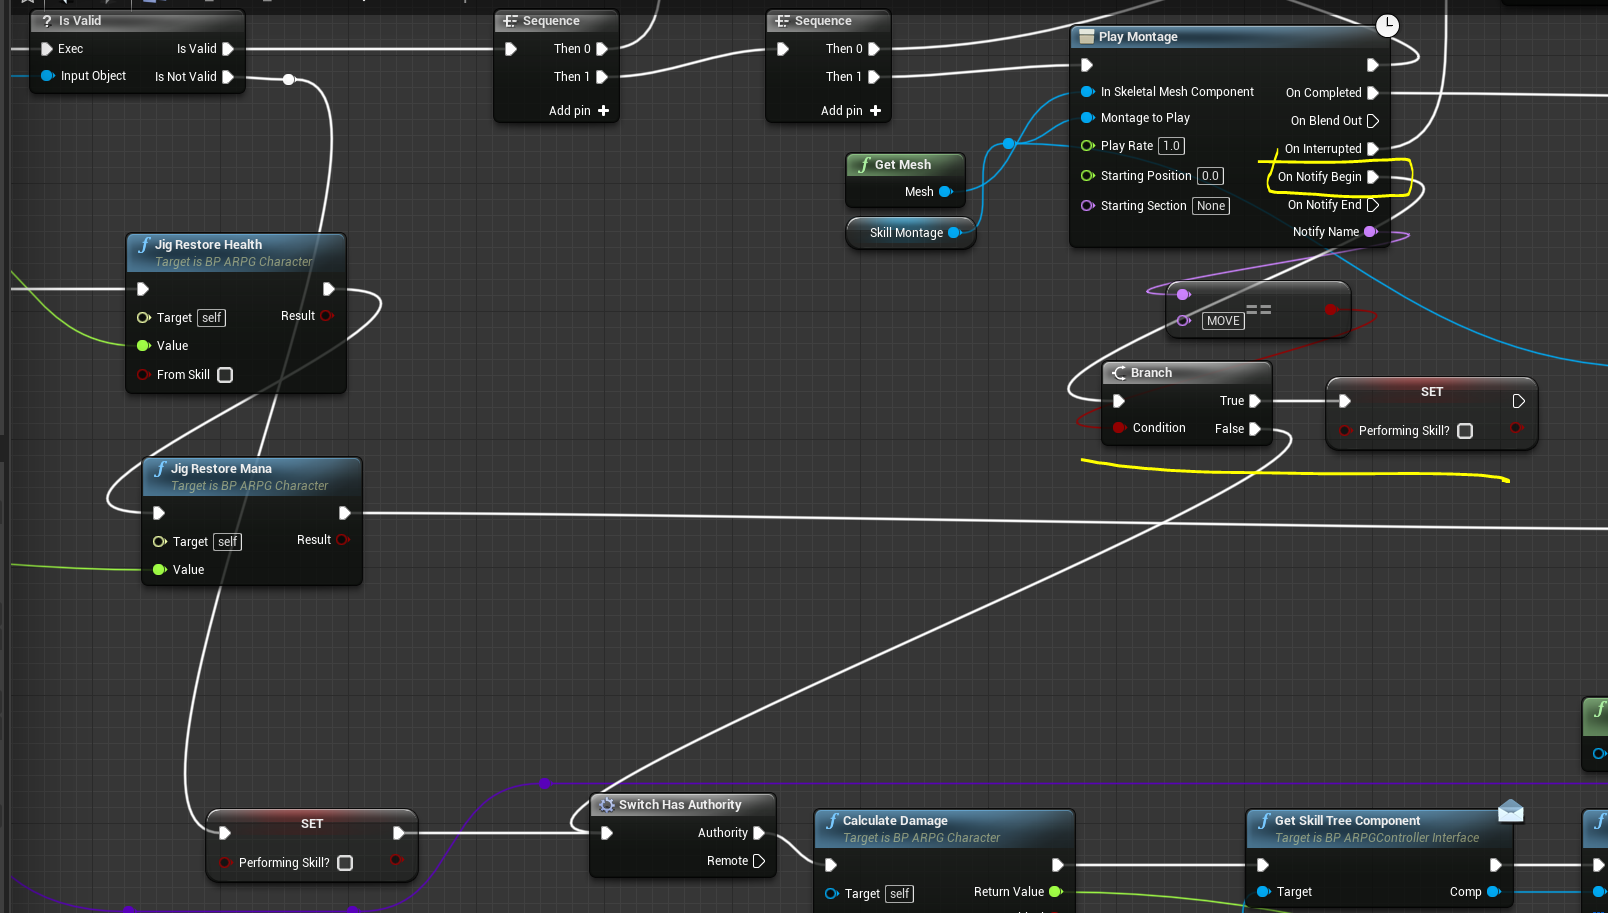 ? Is Valid
Exec
Is Valid
Input Object
Is Not Valid
Sequence
Then 0
Then 1
Add pin +
Sequence
Then 0
Then 1
Add pin +
Play Montage
In Skeletal Mesh Component
On Completed
Montage to Play
On Blend Out
Play Rate 1.0
On Interrupted
Starting Position 0.0
On Notify Begin
Starting Section None
On Notify End
Notify Name
f Get Mesh
Mesh
Skill Montage
f Jig Restore Health
Target is BP ARPG Character
Target self
Result
Value
From Skill
MOVE
==
Branch
True
Condition
False
SET
Performing Skill?
f Jig Restore Mana
Target is BP ARPG Character
Target self
Result
Value
SET
Performing Skill?
Switch Has Authority
Authority
Remote
f Calculate Damage
Target is BP ARPG Character
Target self
Return Value
f Get Skill Tree Component
Target is BP ARPGController Interface
Target
Comp
f
f